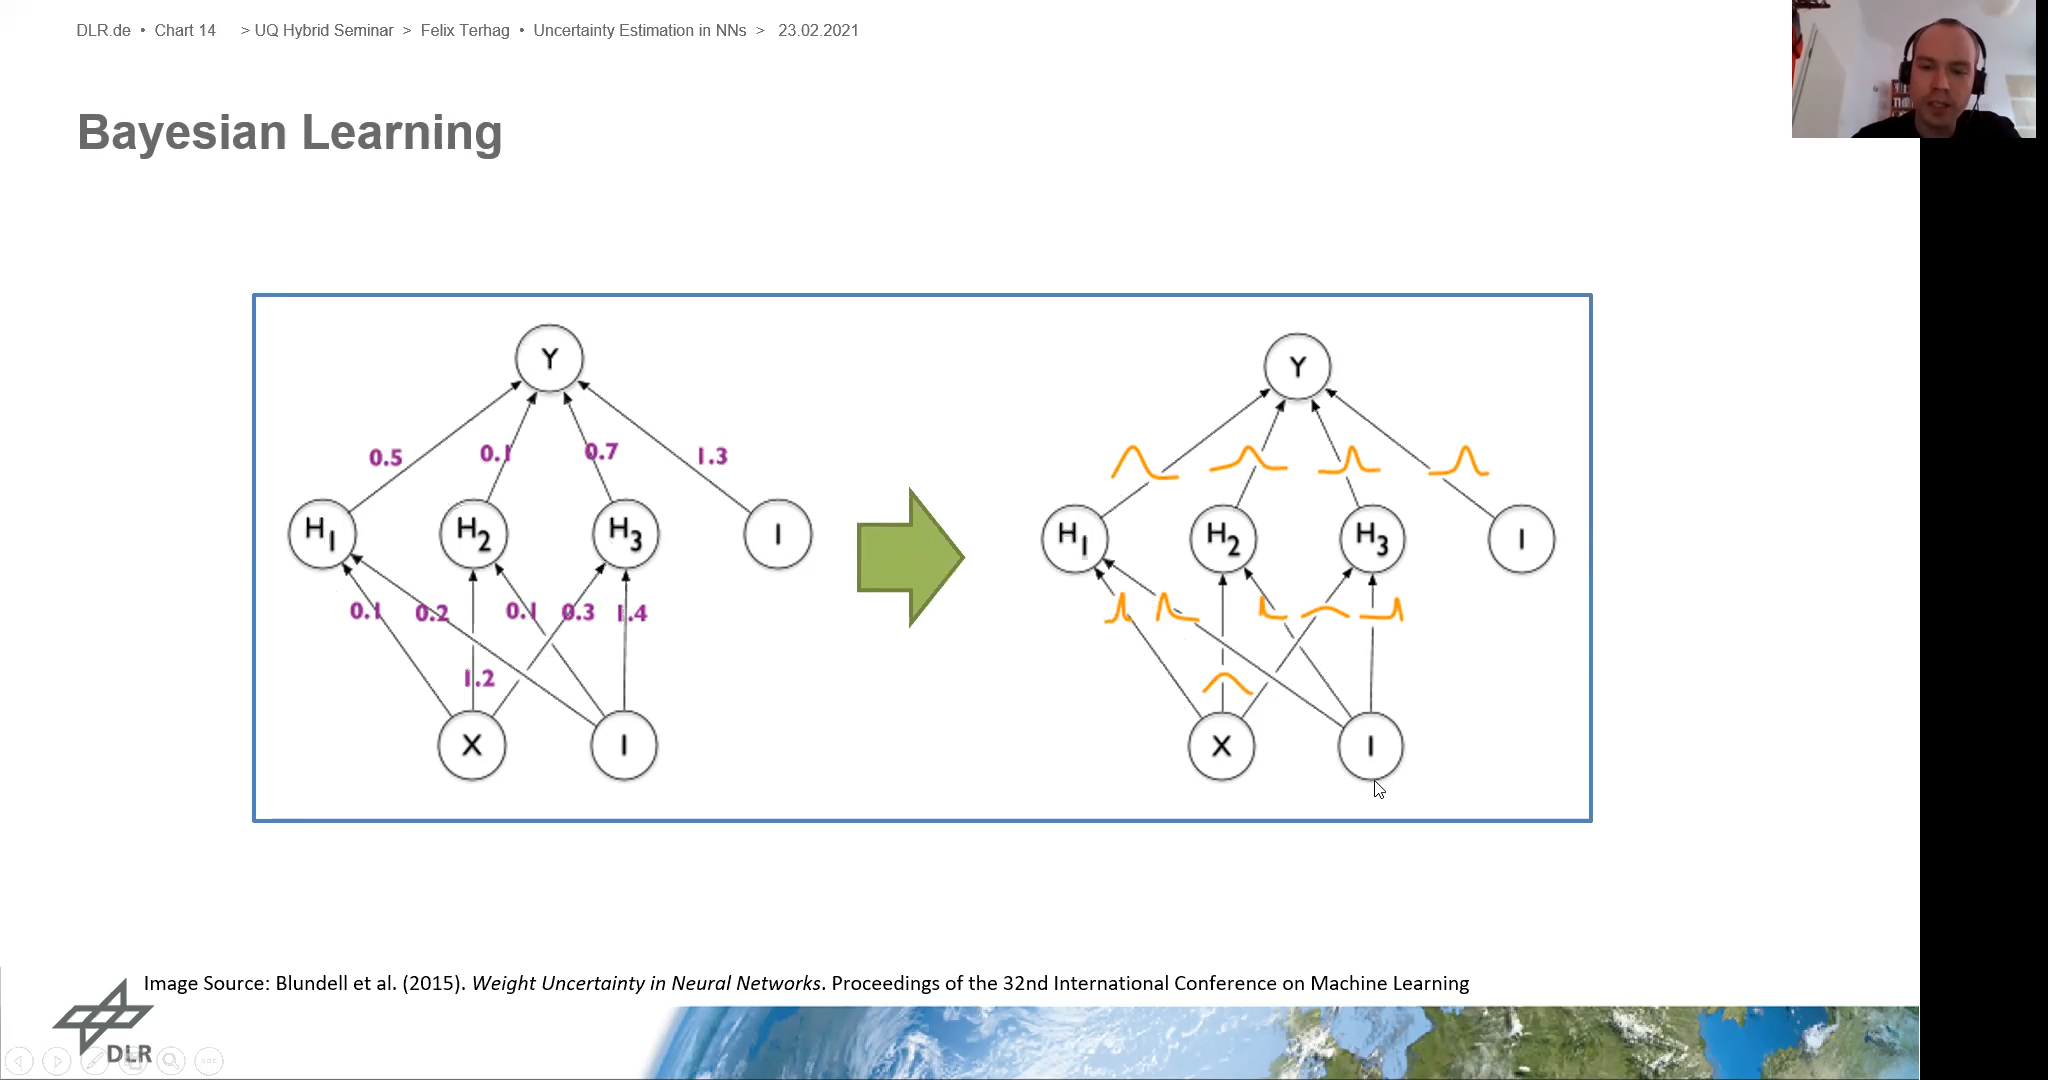 DLR.de • Chart 14 > UQ Hybrid Seminar > Felix Terhag • Uncertainty Estimation in NNs > 23.02.2021
Bayesian Learning
Y Y
0.5 0.1 0.7 1.3
H1 H2 H3 I H1 H2 H3 I
0.1 0.2 0.1 0.3 1.4
1.2
X I X I
Image Source: Blundell et al. (2015). Weight Uncertainty in Neural Networks. Proceedings of the 32nd International Conference on Machine Learning
DLR